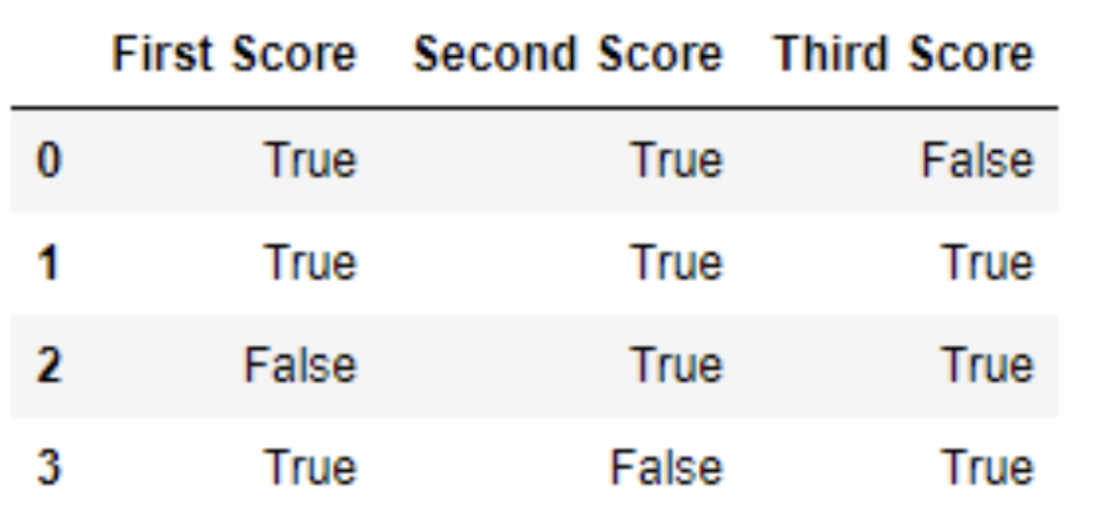 First Score Second Score Third Score
0 True True False
1 True True True
2 False True True
3 True False True